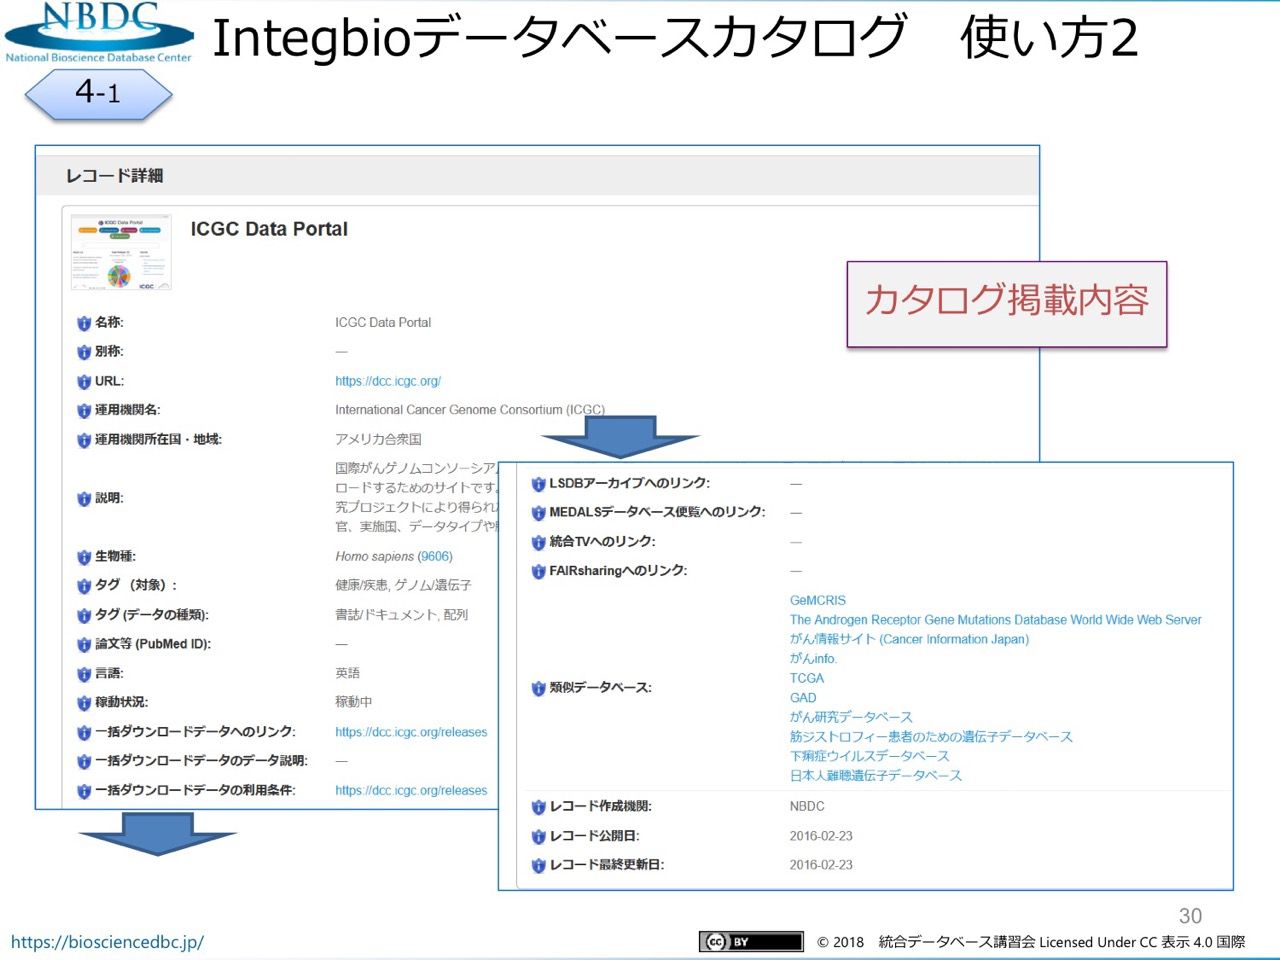 NBDC
National Bioscience Database Center
Integbioデータベースカタログ　使い方2
4-1
レコード詳細
ICGC Data Portal
カタログ掲載内容
名称: ICGC Data Portal
別称: —
URL: https://dcc.icgc.org/
運用機関名: International Cancer Genome Consortium (ICGC)
運用機関所在国・地域: アメリカ合衆国
説明:
国際がんゲノムコンソーシアム
ロードするためのサイトです。
究プロジェクトにより得られ
官、実施国、データタイプや
生物種: Homo sapiens (9606)
タグ （対象）: 健康/疾患, ゲノム/遺伝子
タグ (データの種類): 書誌/ドキュメント, 配列
論文等 (PubMed ID): —
言語: 英語
稼動状況: 稼動中
一括ダウンロードデータへのリンク: https://dcc.icgc.org/releases
一括ダウンロードデータのデータ説明: —
一括ダウンロードデータの利用条件: https://dcc.icgc.org/releases
LSDBアーカイブへのリンク: —
MEDALSデータベース便覧へのリンク: —
統合TVへのリンク: —
FAIRsharingへのリンク: —
類似データベース:
GeMCRIS
The Androgen Receptor Gene Mutations Database World Wide Web Server
がん情報サイト (Cancer Information Japan)
がんinfo.
TCGA
GAD
がん研究データベース
筋ジストロフィー患者のための遺伝子データベース
下痢症ウイルスデータベース
日本人難聴遺伝子データベース
レコード作成機関: NBDC
レコード公開日: 2016-02-23
レコード最終更新日: 2016-02-23
30
https://biosciencedbc.jp/
cc BY
© 2018　統合データベース講習会 Licensed Under CC 表示 4.0 国際